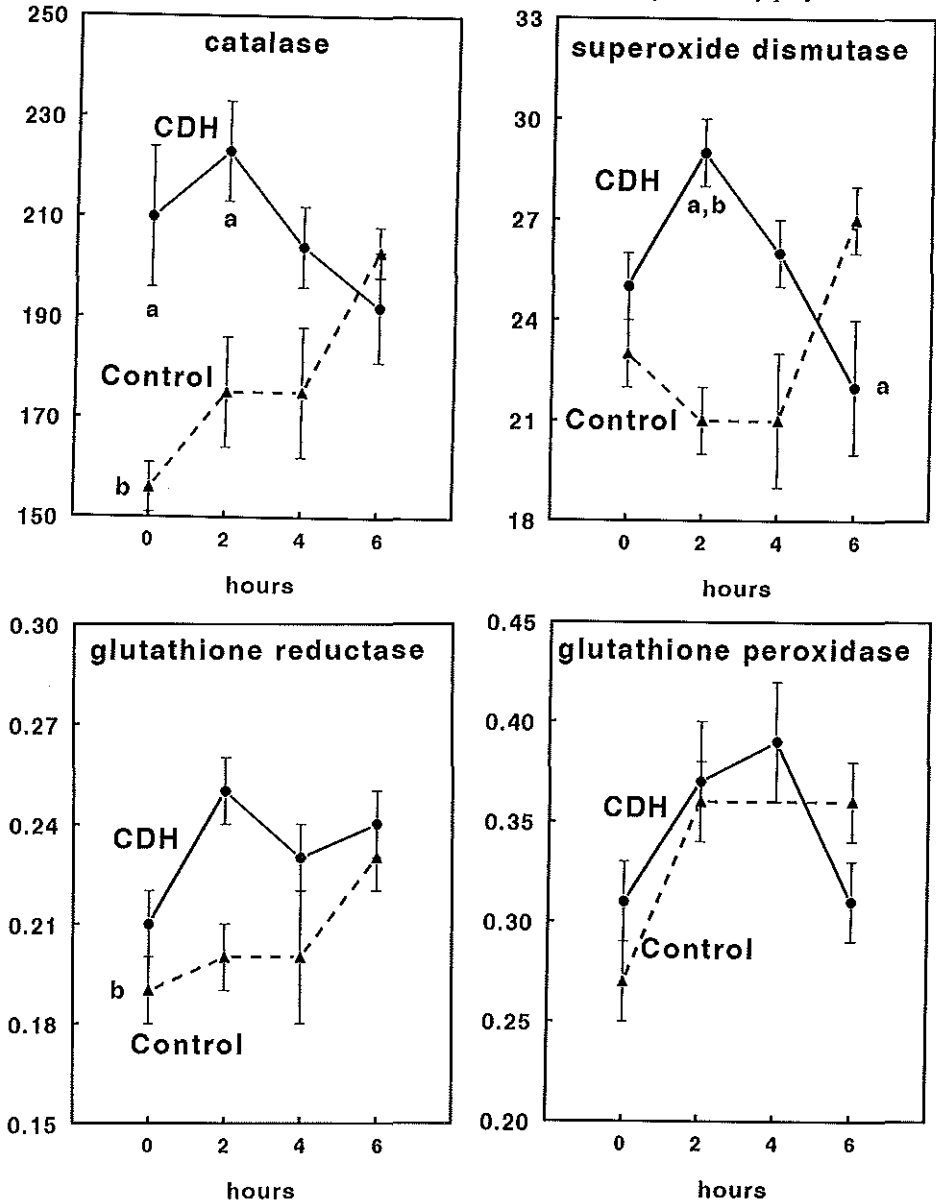 250
catalase
230
CDH
210
a
a
190
Control
170
b
150
0 2 4 6
hours
33
superoxide dismutase
30
CDH
a,b
27
24
a
Control
21
18
0 2 4 6
hours
0.30
glutathione reductase
0.27
0.24
CDH
0.21
b
0.18
Control
0.15
0 2 4 6
hours
0.45
glutathione peroxidase
0.40
CDH
0.35
0.30
Control
0.25
0.20
0 2 4 6
hours